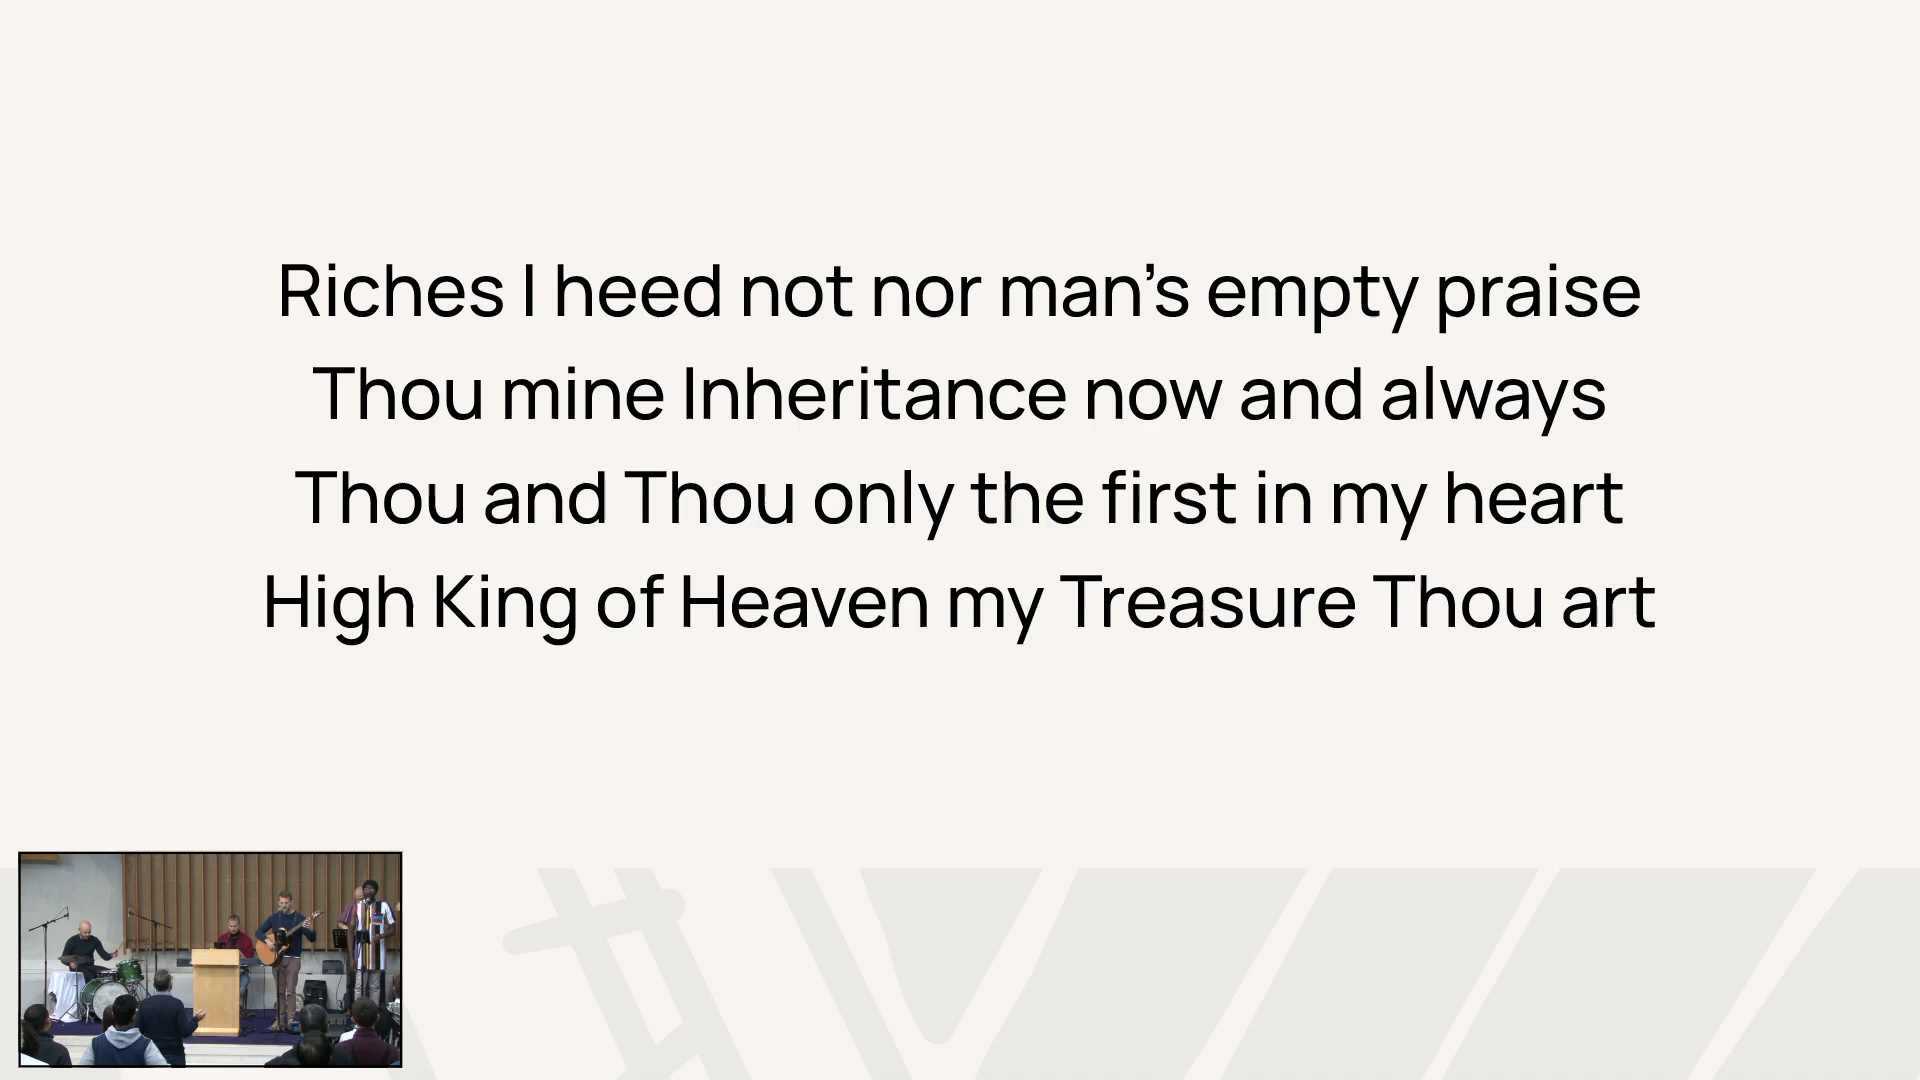 Riches I heed not nor man’s empty praise
Thou mine Inheritance now and always
Thou and Thou only the first in my heart
High King of Heaven my Treasure Thou art